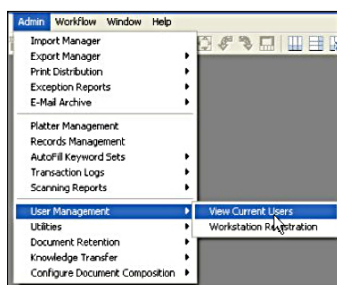 Admin Workflow Window Help
Import Manager
Export Manager
Print Distribution
Exception Reports
E-Mail Archive
Platter Management
Records Management
AutoFill Keyword Sets
Transaction Logs
Scanning Reports
User Management View Current Users
Utilities Workstation Registration
Document Retention
Knowledge Transfer
Configure Document Composition